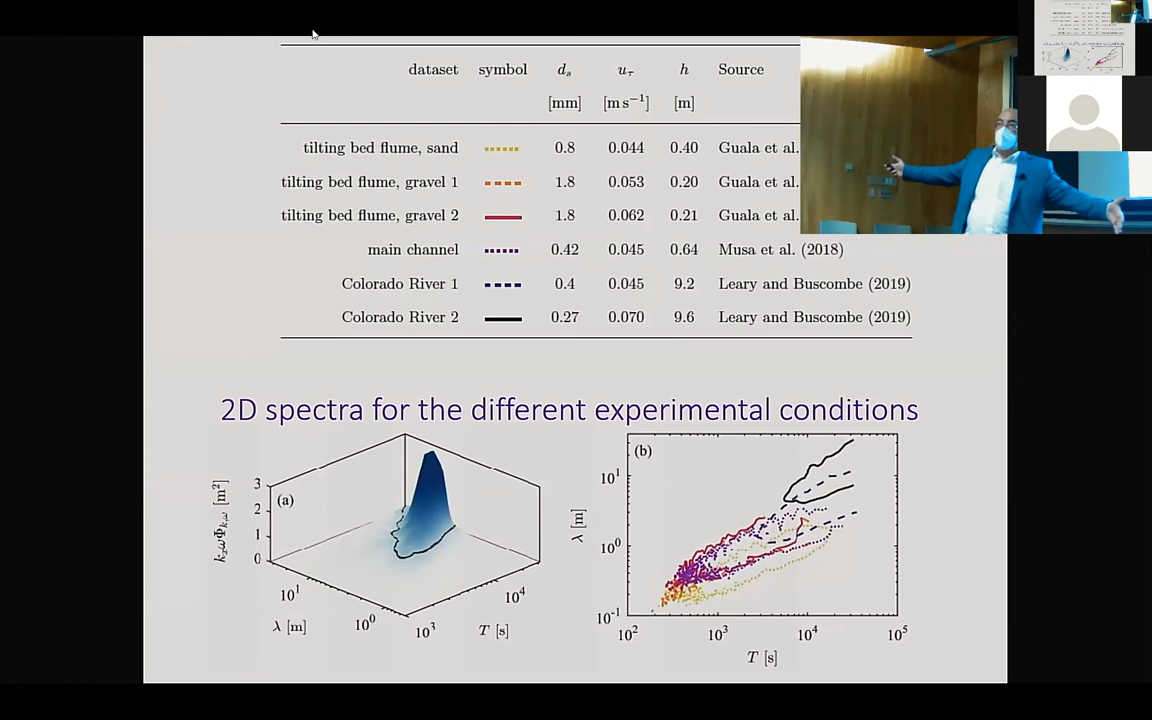 dataset symbol dₛ u_τ h Source
[mm] [m s⁻¹] [m]
tilting bed flume, sand 0.8 0.044 0.40 Guala et al.
tilting bed flume, gravel 1 1.8 0.053 0.20 Guala et al.
tilting bed flume, gravel 2 1.8 0.062 0.21 Guala et al.
main channel 0.42 0.045 0.64 Musa et al. (2018)
Colorado River 1 0.4 0.045 9.2 Leary and Buscombe (2019)
Colorado River 2 0.27 0.070 9.6 Leary and Buscombe (2019)
2D spectra for the different experimental conditions
(a)
[m²]
3
2
1
0
10¹
10⁰
λ [m]
10³
10⁴
T [s]
(b)
λ [m]
10¹
10⁰
10⁻¹
10² 10³ 10⁴ 10⁵
T [s]